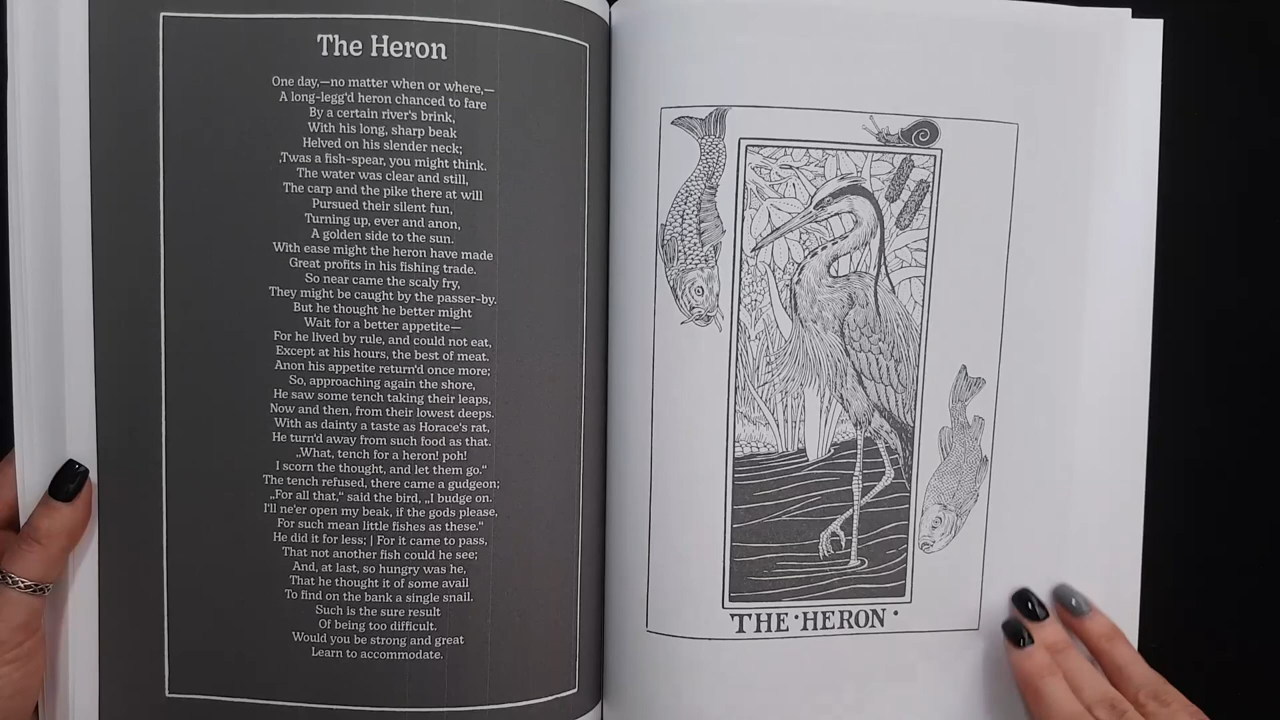 The Heron
One day,—no matter when or where,—
A long-legg'd heron chanced to fare
By a certain river's brink,
With his long, sharp beak
Helved on his slender neck;
‚Twas a fish-spear, you might think.
The water was clear and still,
The carp and the pike there at will
Pursued their silent fun,
Turning up, ever and anon,
A golden side to the sun.
With ease might the heron have made
Great profits in his fishing trade.
So near came the scaly fry,
They might be caught by the passer-by.
But he thought he better might
Wait for a better appetite—
For he lived by rule, and could not eat,
Except at his hours, the best of meat.
Anon his appetite return'd once more;
So, approaching again the shore,
He saw some tench taking their leaps,
Now and then, from their lowest deeps.
With as dainty a taste as Horace's rat,
He turn'd away from such food as that.
„What, tench for a heron! poh!
I scorn the thought, and let them go.“
The tench refused, there came a gudgeon;
„For all that,“ said the bird, „I budge on.
I'll ne'er open my beak, if the gods please,
For such mean little fishes as these.“
He did it for less; | For it came to pass,
That not another fish could he see;
And, at last, so hungry was he,
That he thought it of some avail
To find on the bank a single snail.
Such is the sure result
Of being too difficult.
Would you be strong and great
Learn to accommodate.
THE·HERON·